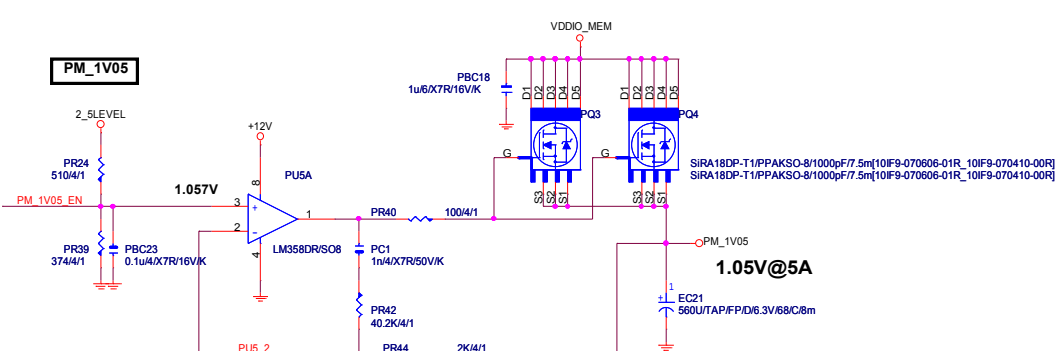 VDDIO_MEM
PM_1V05
PBC18
1u/6/X7R/16V/K
D1
D2
D3
D4
D5
D1
D2
D3
D4
D5
2_5LEVEL
+12V
PQ3
PQ4
PR24
510/4/1
PU5A
G
G
SiRA18DP-T1/PPAKSO-8/1000pF/7.5m[10IF9-070606-01R_10IF9-070410-00R]
SiRA18DP-T1/PPAKSO-8/1000pF/7.5m[10IF9-070606-01R_10IF9-070410-00R]
1.057V
8
PM_1V05_EN
3
+
1
2
-
4
S3
S2
S1
S3
S2
S1
PR40
100/4/1
PR39
374/4/1
PBC23
0.1u/4/X7R/16V/K
LM358DR/SO8
PC1
1n/4/X7R/50V/K
PM_1V05
1.05V@5A
1
+
EC21
560U/TAP/FP/D/6.3V/68/C/8m
PR42
40.2K/4/1
PU5_2
PR44
2K/4/1